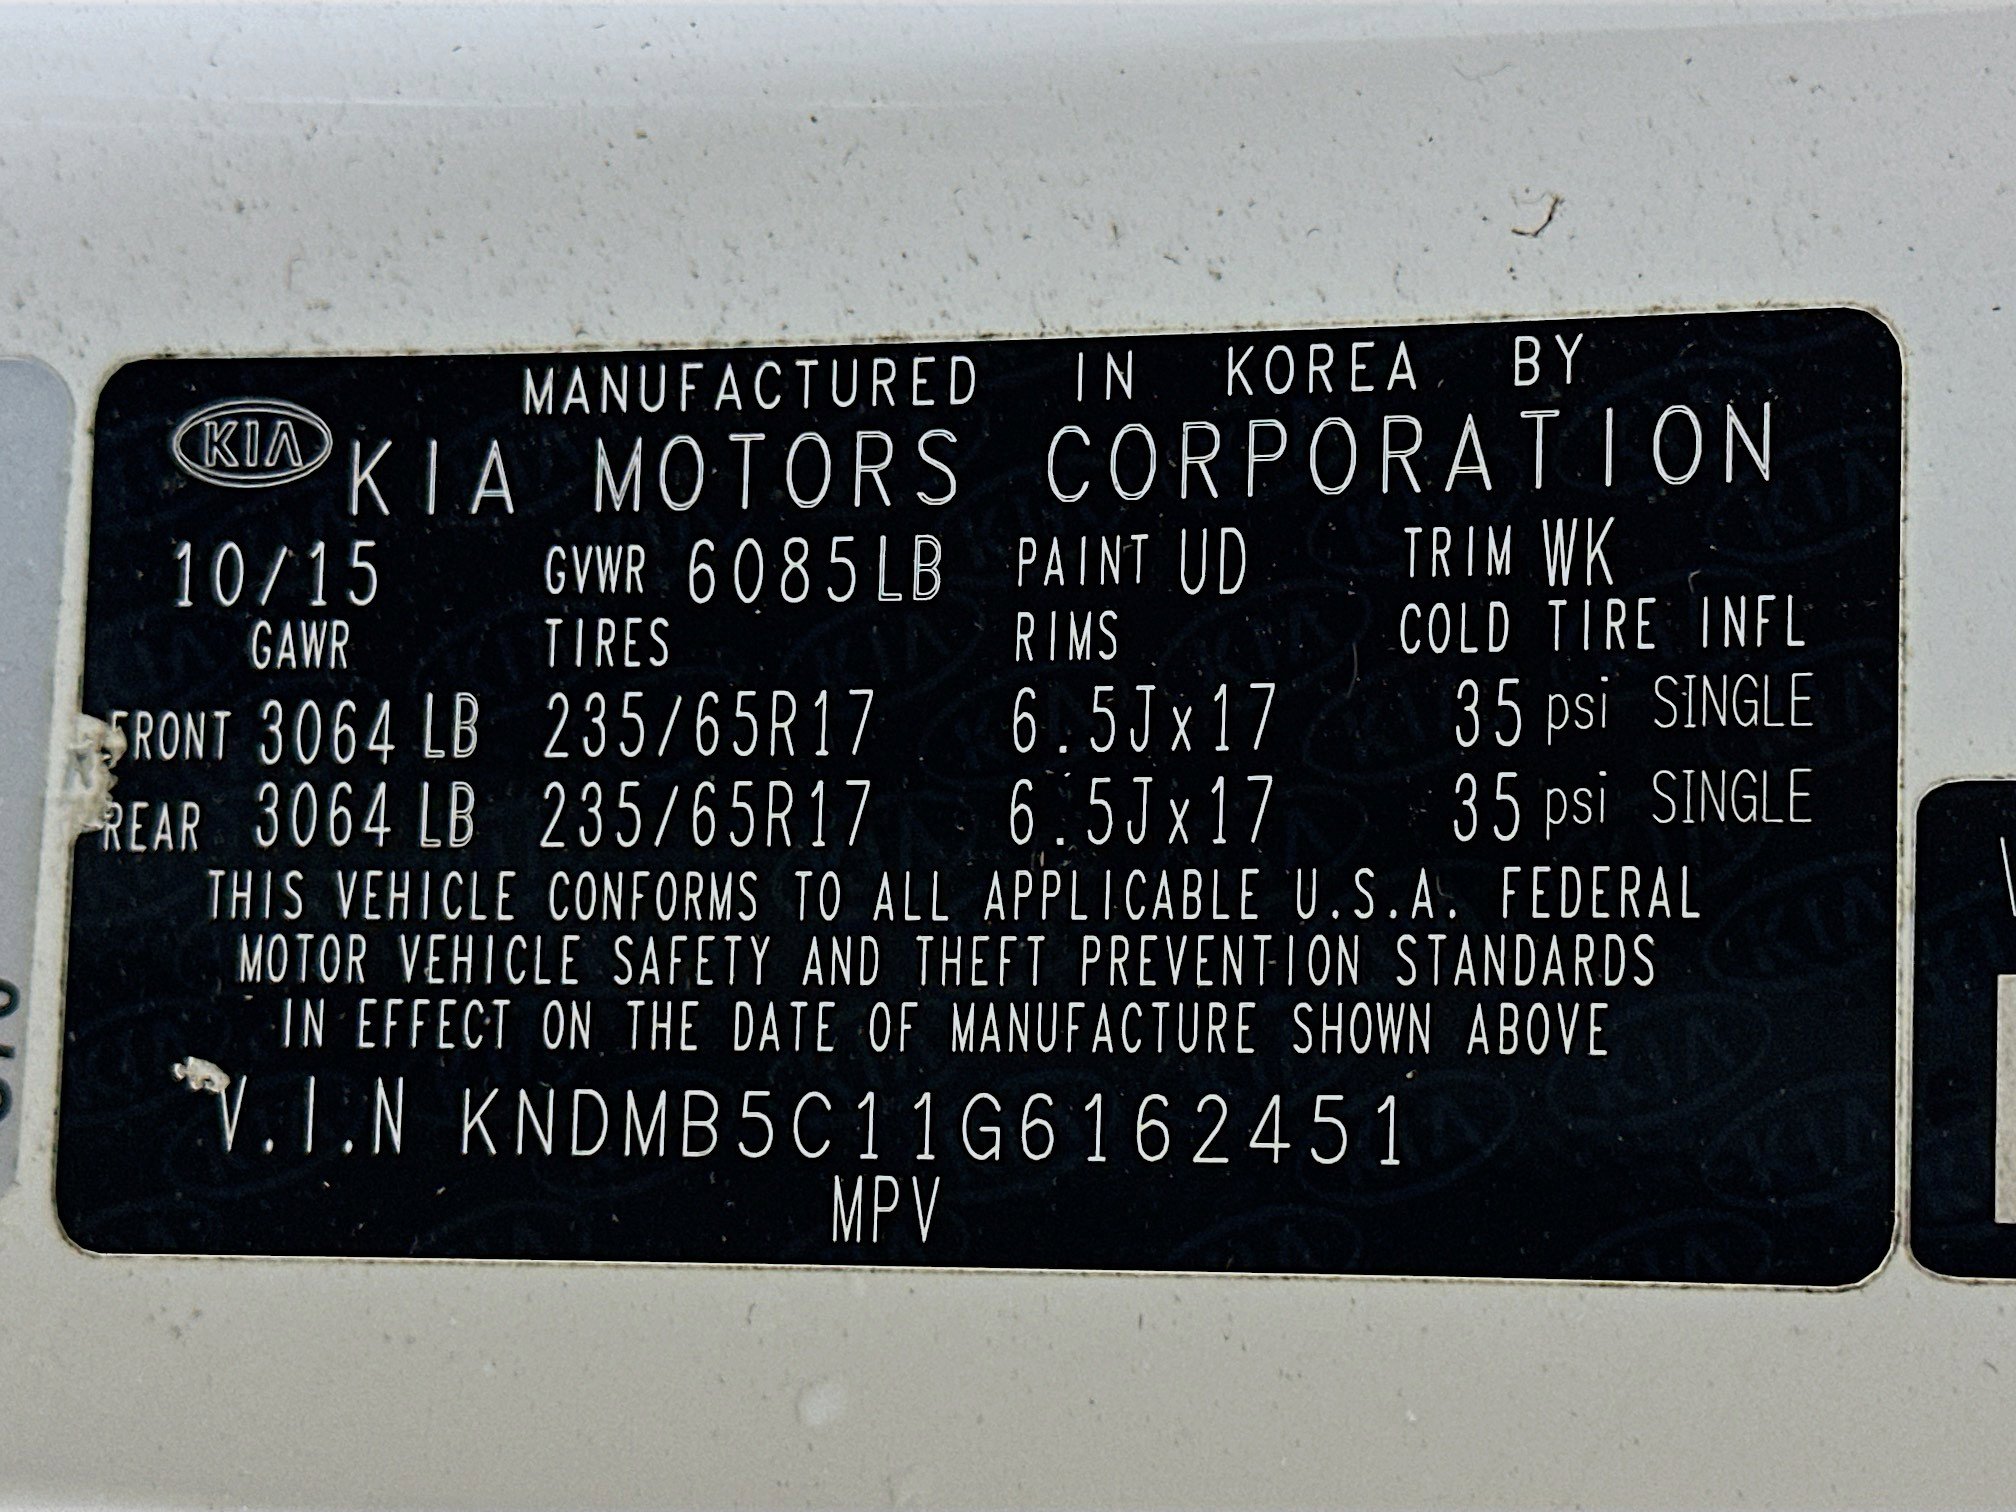 MANUFACTURED IN KOREA BY
KIA KIA MOTORS CORPORATION
10/15 GVWR 6085LB PAINT UD TRIM WK
GAWR TIRES RIMS COLD TIRE INFL
FRONT 3064 LB 235/65R17 6.5Jx17 35 psi SINGLE
REAR 3064 LB 235/65R17 6.5Jx17 35 psi SINGLE
THIS VEHICLE CONFORMS TO ALL APPLICABLE U.S.A. FEDERAL
MOTOR VEHICLE SAFETY AND THEFT PREVENTION STANDARDS
IN EFFECT ON THE DATE OF MANUFACTURE SHOWN ABOVE
V.I.N KNDMB5C11G6162451
MPV